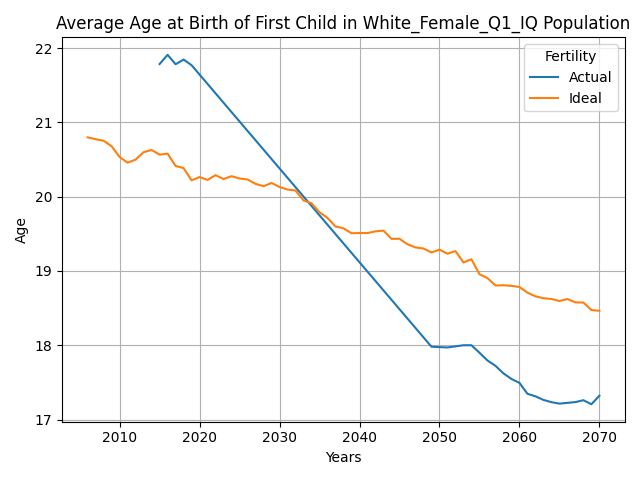 Average Age at Birth of First Child in White_Female_Q1_IQ Population
Fertility
Actual
Ideal
22
21
20
19
18
17
Age
2010
2020
2030
2040
2050
2060
2070
Years